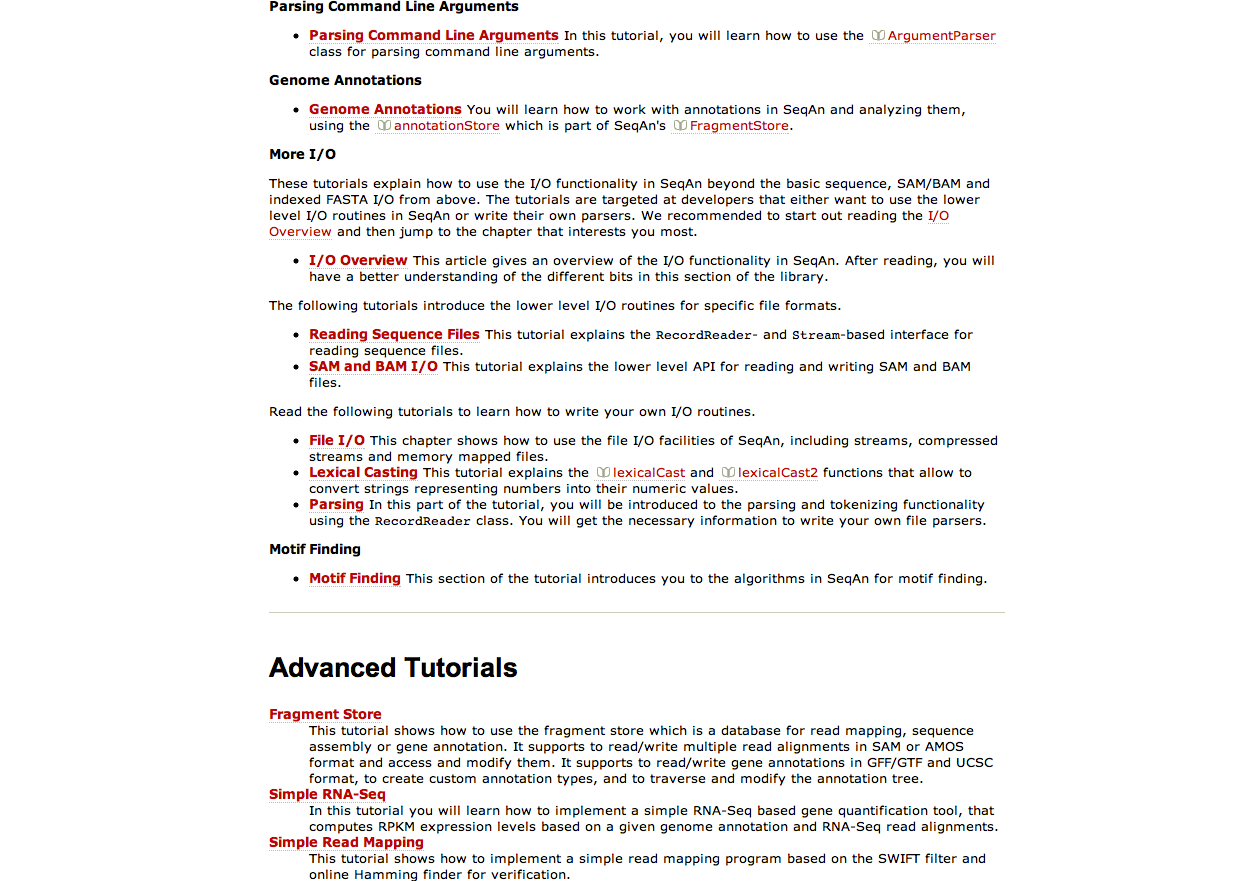 Parsing Command Line Arguments
Parsing Command Line Arguments In this tutorial, you will learn how to use the ArgumentParser
class for parsing command line arguments.
Genome Annotations
Genome Annotations You will learn how to work with annotations in SeqAn and analyzing them,
using the annotationStore which is part of SeqAn's FragmentStore.
More I/O
These tutorials explain how to use the I/O functionality in SeqAn beyond the basic sequence, SAM/BAM and
indexed FASTA I/O from above. The tutorials are targeted at developers that either want to use the lower
level I/O routines in SeqAn or write their own parsers. We recommended to start out reading the I/O
Overview and then jump to the chapter that interests you most.
I/O Overview This article gives an overview of the I/O functionality in SeqAn. After reading, you will
have a better understanding of the different bits in this section of the library.
The following tutorials introduce the lower level I/O routines for specific file formats.
Reading Sequence Files This tutorial explains the RecordReader- and Stream-based interface for
reading sequence files.
SAM and BAM I/O This tutorial explains the lower level API for reading and writing SAM and BAM
files.
Read the following tutorials to learn how to write your own I/O routines.
File I/O This chapter shows how to use the file I/O facilities of SeqAn, including streams, compressed
streams and memory mapped files.
Lexical Casting This tutorial explains the lexicalCast and lexicalCast2 functions that allow to
convert strings representing numbers into their numeric values.
Parsing In this part of the tutorial, you will be introduced to the parsing and tokenizing functionality
using the RecordReader class. You will get the necessary information to write your own file parsers.
Motif Finding
Motif Finding This section of the tutorial introduces you to the algorithms in SeqAn for motif finding.
Advanced Tutorials
Fragment Store
This tutorial shows how to use the fragment store which is a database for read mapping, sequence
assembly or gene annotation. It supports to read/write multiple read alignments in SAM or AMOS
format and access and modify them. It supports to read/write gene annotations in GFF/GTF and UCSC
format, to create custom annotation types, and to traverse and modify the annotation tree.
Simple RNA-Seq
In this tutorial you will learn how to implement a simple RNA-Seq based gene quantification tool, that
computes RPKM expression levels based on a given genome annotation and RNA-Seq read alignments.
Simple Read Mapping
This tutorial shows how to implement a simple read mapping program based on the SWIFT filter and
online Hamming finder for verification.